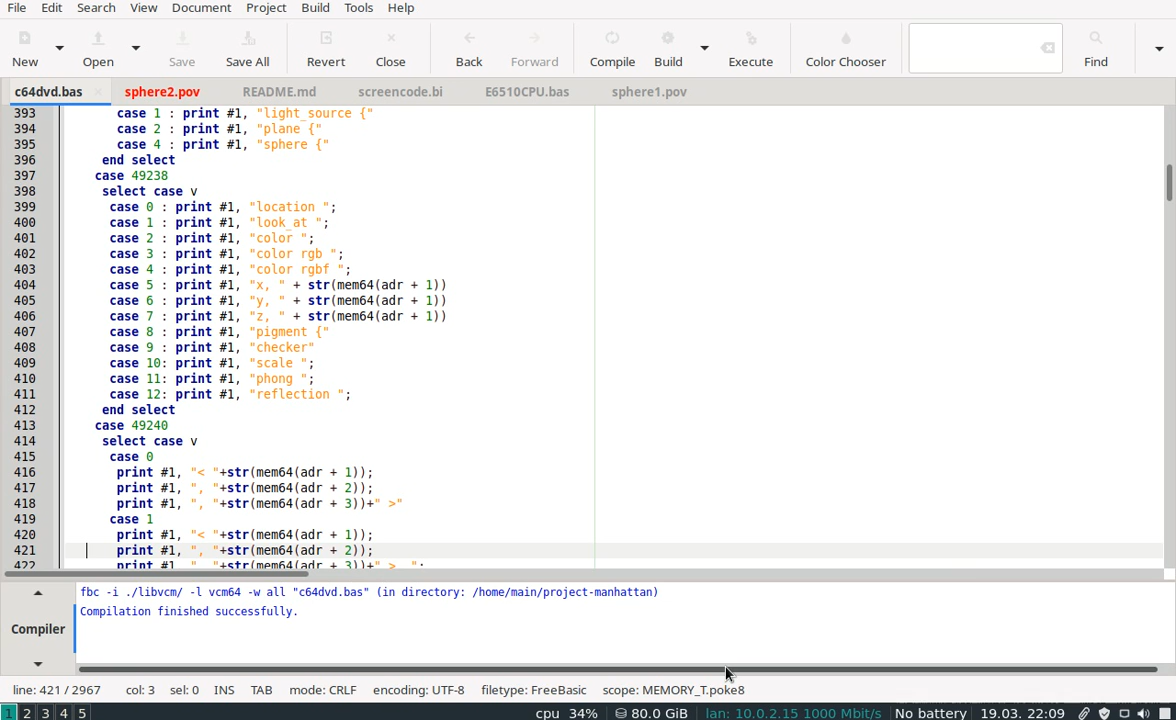 File Edit Search View Document Project Build Tools Help
New Open Save Save All Revert Close Back Forward Compile Build Execute Color Chooser Find
c64dvd.bas × sphere2.pov README.md screencode.bi E6510CPU.bas sphere1.pov
393 case 1 : print #1, "light_source {"
394 case 2 : print #1, "plane {"
395 case 4 : print #1, "sphere {"
396 end select
397 case 49238
398 select case v
399 case 0 : print #1, "location ";
400 case 1 : print #1, "look_at ";
401 case 2 : print #1, "color ";
402 case 3 : print #1, "color rgb ";
403 case 4 : print #1, "color rgbf ";
404 case 5 : print #1, "x, " + str(mem64(adr + 1))
405 case 6 : print #1, "y, " + str(mem64(adr + 1))
406 case 7 : print #1, "z, " + str(mem64(adr + 1))
407 case 8 : print #1, "pigment {"
408 case 9 : print #1, "checker"
409 case 10: print #1, "scale ";
410 case 11: print #1, "phong ";
411 case 12: print #1, "reflection ";
412 end select
413 case 49240
414 select case v
415 case 0
416 print #1, "< "+str(mem64(adr + 1));
417 print #1, ", "+str(mem64(adr + 2));
418 print #1, ", "+str(mem64(adr + 3))+" >"
419 case 1
420 print #1, "< "+str(mem64(adr + 1));
421 print #1, ", "+str(mem64(adr + 2));
422 print #1, ", "+str(mem64(adr + 3))+" >, ";
fbc -i ./libvcm/ -l vcm64 -w all "c64dvd.bas" (in directory: /home/main/project-manhattan)
Compilation finished successfully.
Compiler
line: 421 / 2967 col: 3 sel: 0 INS TAB mode: CRLF encoding: UTF-8 filetype: FreeBasic scope: MEMORY_T.poke8
1 2 3 4 5 cpu 34% 80.0 GiB lan: 10.0.2.15 1000 Mbit/s No battery 19.03. 22:09